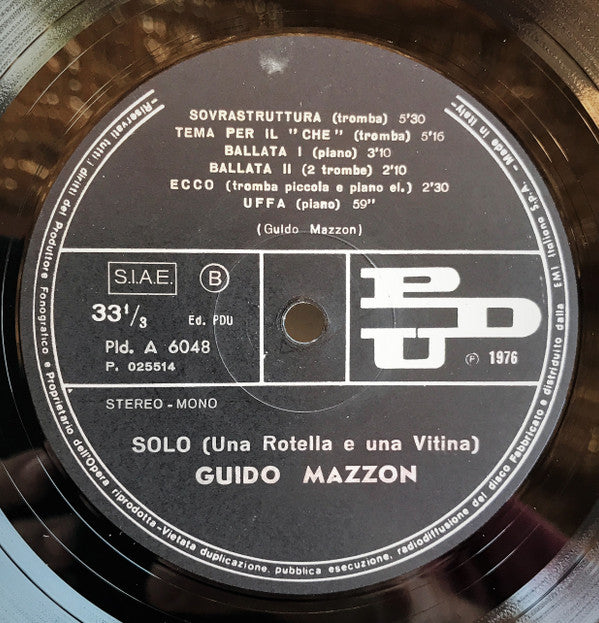 SOVRASTRUTTURA (tromba) 5'30
TEMA PER IL "CHE" (tromba) 5'16
BALLATA I (piano) 3'10
BALLATA II (2 trombe) 2'10
ECCO (tromba piccola e piano el.) 2'30
UFFA (piano) 59"
(Guido Mazzon)
S.I.A.E. B
33 1/3 Ed. PDU
Pld. A 6048
P. 025514
PDU
℗ 1976
STEREO - MONO
SOLO (Una Rotella e una Vitina)
GUIDO MAZZON
-Riservati tutti i diritti del Produttore Fonografico e Proprietario dell'Opera riprodotta-Vietata duplicazione, pubblica esecuzione, radiodiffusione del disco Fabbricato e distribuito dalla EMI Italiana S.p.A.-Made in Italy-